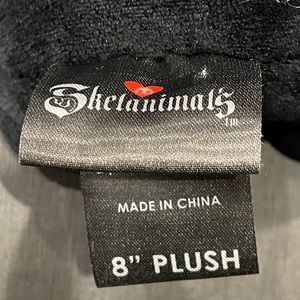 Skelanimals
TM
MADE IN CHINA
8" PLUSH